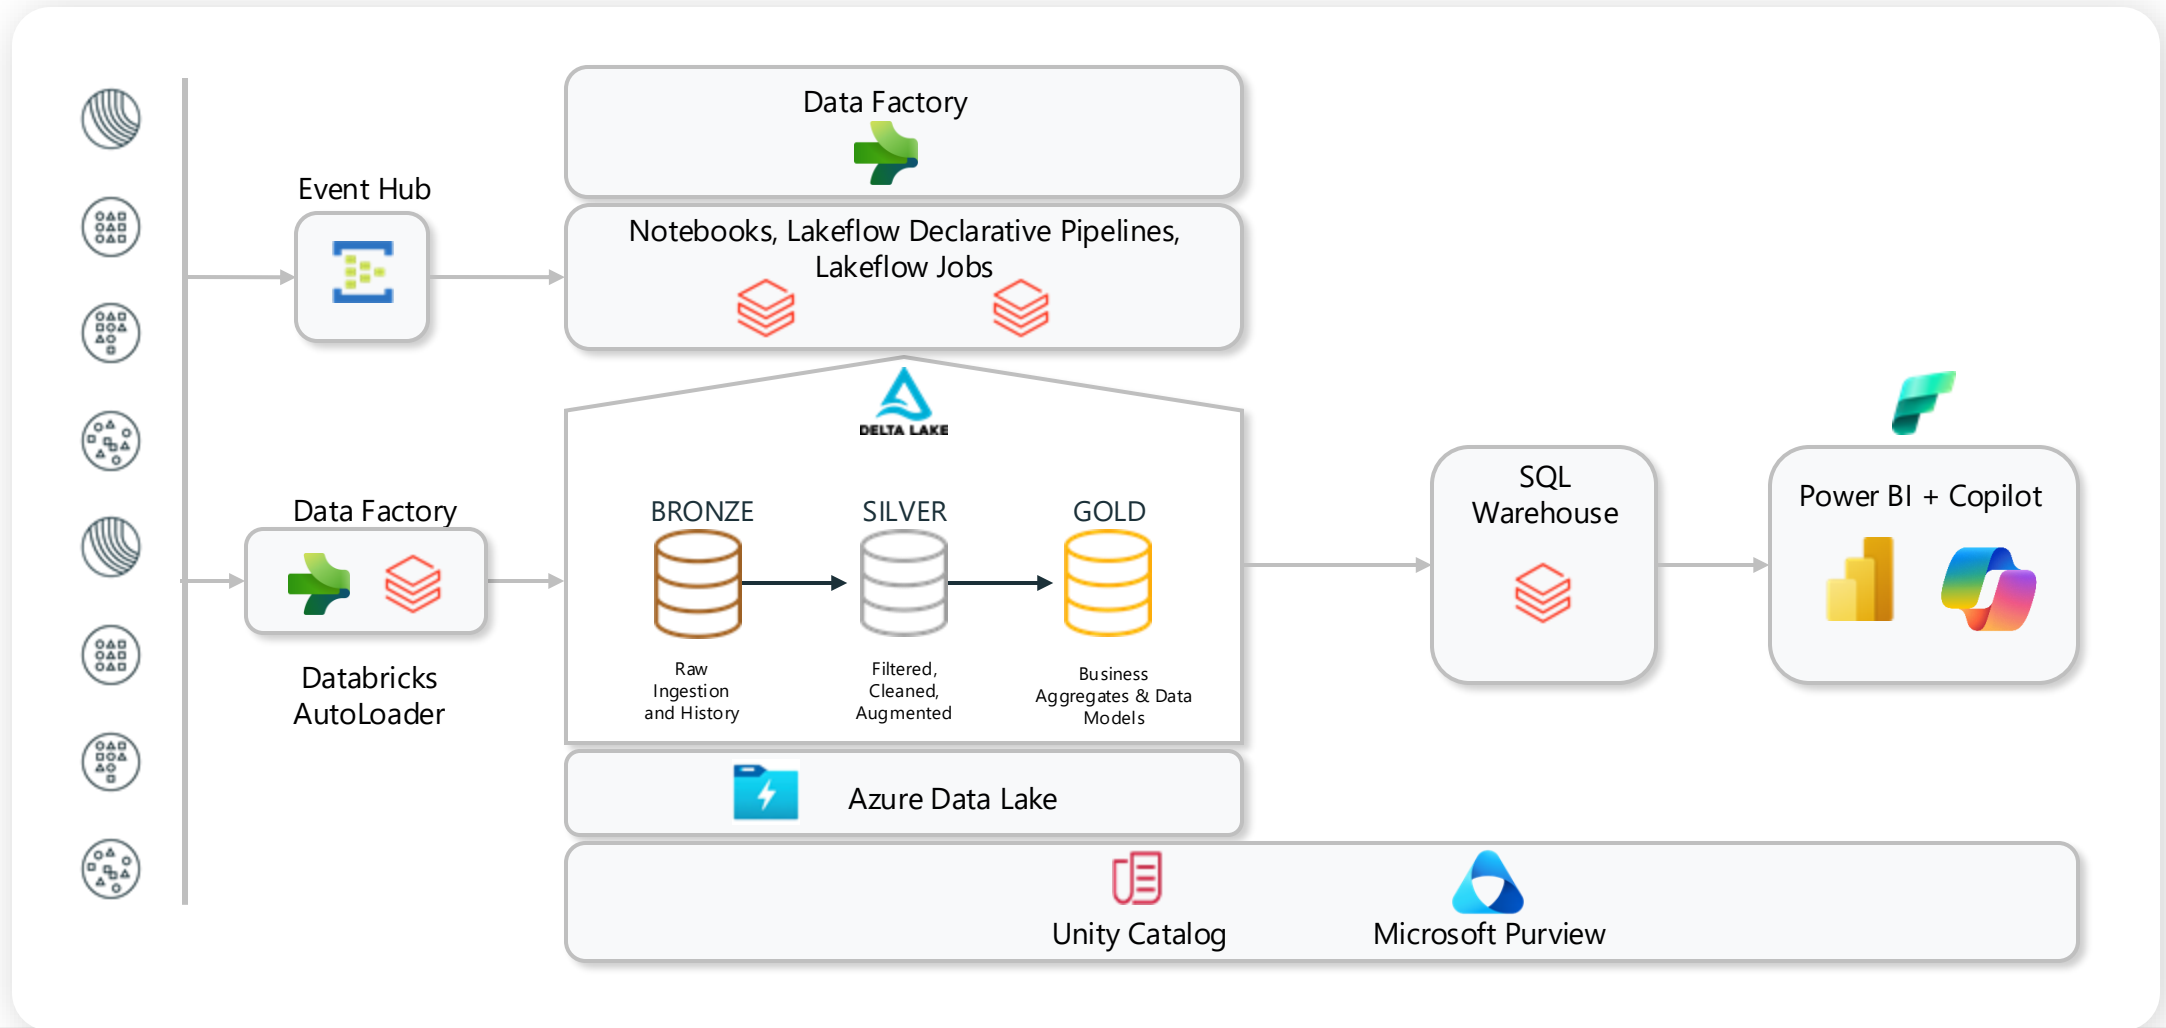 Data Factory
Event Hub
Notebooks, Lakeflow Declarative Pipelines,
Lakeflow Jobs
DELTA LAKE
Data Factory
Databricks
AutoLoader
BRONZE
Raw
Ingestion
and History
SILVER
Filtered,
Cleaned,
Augmented
GOLD
Business
Aggregates & Data
Models
SQL
Warehouse
Power BI + Copilot
Azure Data Lake
Unity Catalog
Microsoft Purview